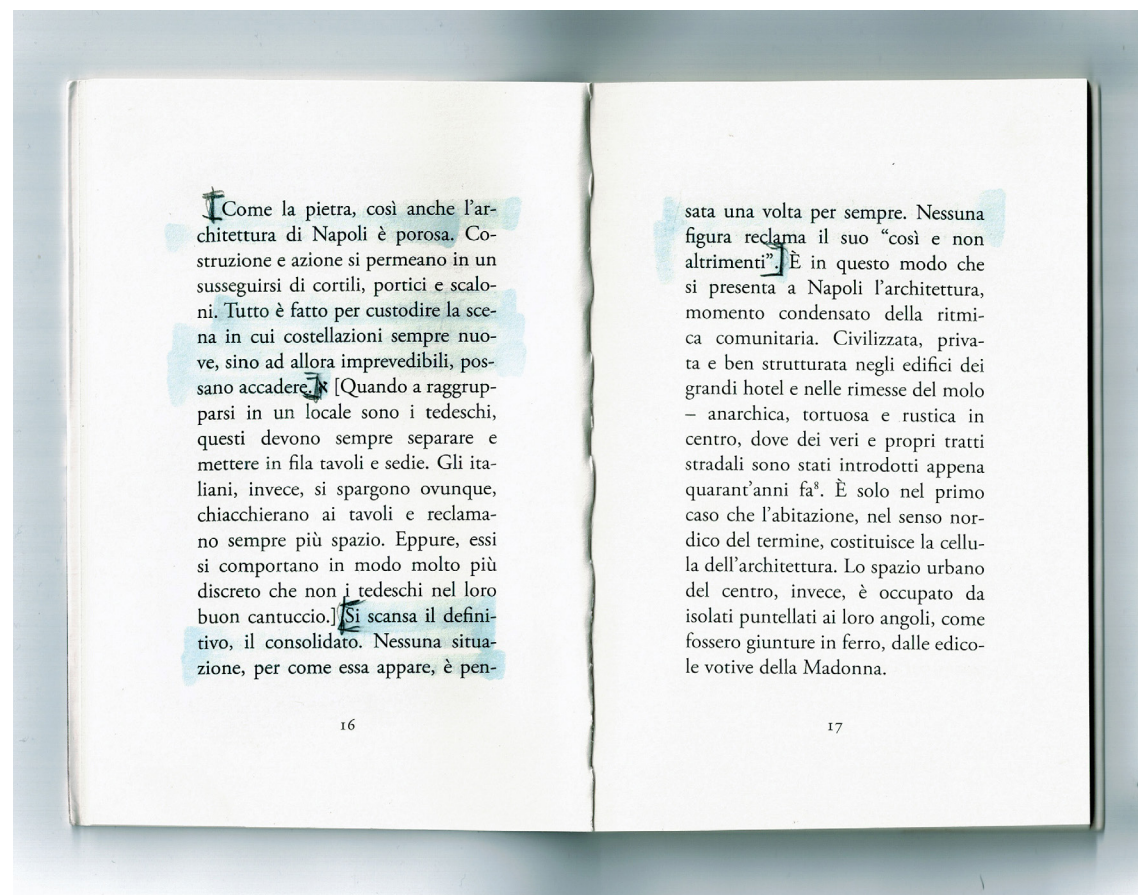 Come la pietra, così anche l'ar-
chitettura di Napoli è porosa. Co-
struzione e azione si permeano in un
susseguirsi di cortili, portici e scalo-
ni. Tutto è fatto per custodire la sce-
na in cui costellazioni sempre nuo-
ve, sino ad allora imprevedibili, pos-
sano accadere. א [Quando a raggrup-
parsi in un locale sono i tedeschi,
questi devono sempre separare e
mettere in fila tavoli e sedie. Gli ita-
liani, invece, si spargono ovunque,
chiacchierano ai tavoli e reclama-
no sempre più spazio. Eppure, essi
si comportano in modo molto più
discreto che non i tedeschi nel loro
buon cantuccio.] Si scansa il defini-
tivo, il consolidato. Nessuna situa-
zione, per come essa appare, è pen-
16
sata una volta per sempre. Nessuna
figura reclama il suo “così e non
altrimenti”. È in questo modo che
si presenta a Napoli l'architettura,
momento condensato della ritmi-
ca comunitaria. Civilizzata, priva-
ta e ben strutturata negli edifici dei
grandi hotel e nelle rimesse del molo
– anarchica, tortuosa e rustica in
centro, dove dei veri e propri tratti
stradali sono stati introdotti appena
quarant'anni fa⁸. È solo nel primo
caso che l'abitazione, nel senso nor-
dico del termine, costituisce la cellu-
la dell'architettura. Lo spazio urbano
del centro, invece, è occupato da
isolati puntellati ai loro angoli, come
fossero giunture in ferro, dalle edico-
le votive della Madonna.
17